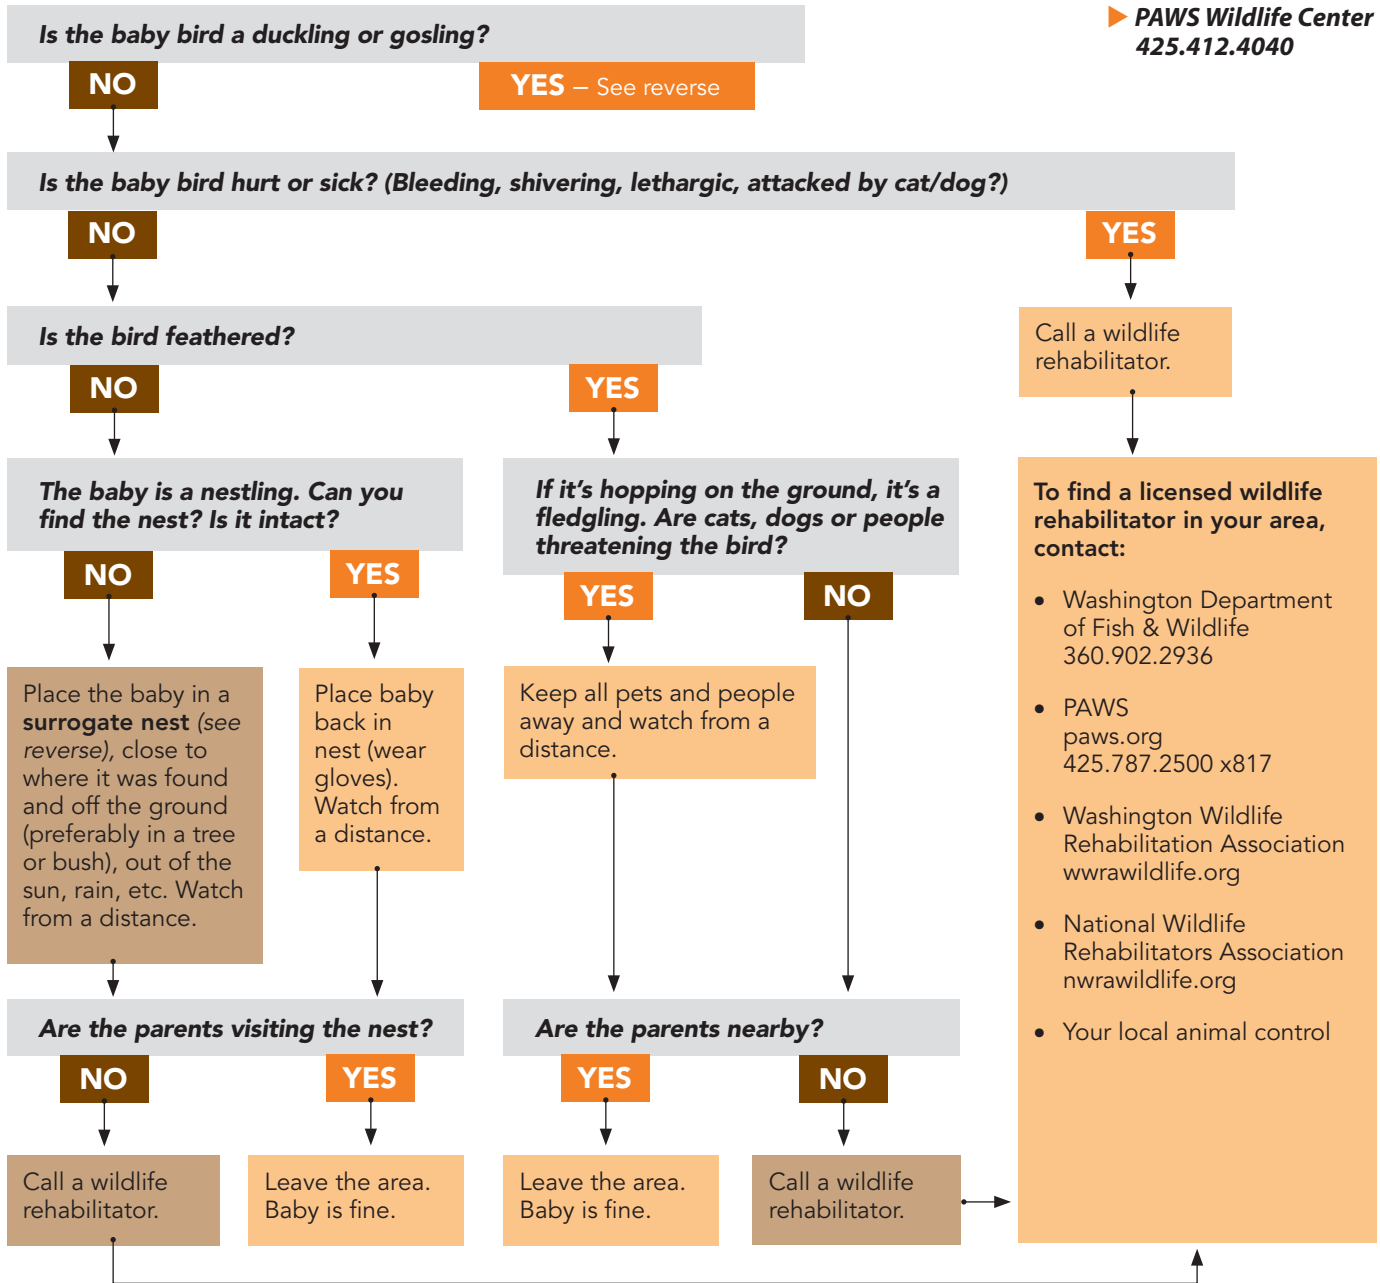 PAWS Wildlife Center
425.412.4040
Is the baby bird a duckling or gosling?
NO
YES – See reverse
Is the baby bird hurt or sick? (Bleeding, shivering, lethargic, attacked by cat/dog?)
NO
YES
Is the bird feathered?
NO
YES
Call a wildlife
rehabilitator.
The baby is a nestling. Can you
find the nest? Is it intact?
NO
YES
If it's hopping on the ground, it's a
fledgling. Are cats, dogs or people
threatening the bird?
YES
NO
Place the baby in a
surrogate nest (see
reverse), close to
where it was found
and off the ground
(preferably in a tree
or bush), out of the
sun, rain, etc. Watch
from a distance.
Place baby
back in
nest (wear
gloves).
Watch from
a distance.
Keep all pets and people
away and watch from a
distance.
Are the parents visiting the nest?
NO
YES
Are the parents nearby?
YES
NO
Call a wildlife
rehabilitator.
Leave the area.
Baby is fine.
Leave the area.
Baby is fine.
Call a wildlife
rehabilitator.
To find a licensed wildlife
rehabilitator in your area,
contact:
• Washington Department
of Fish & Wildlife
360.902.2936
• PAWS
paws.org
425.787.2500 x817
• Washington Wildlife
Rehabilitation Association
wwrawildlife.org
• National Wildlife
Rehabilitators Association
nwrawildlife.org
• Your local animal control